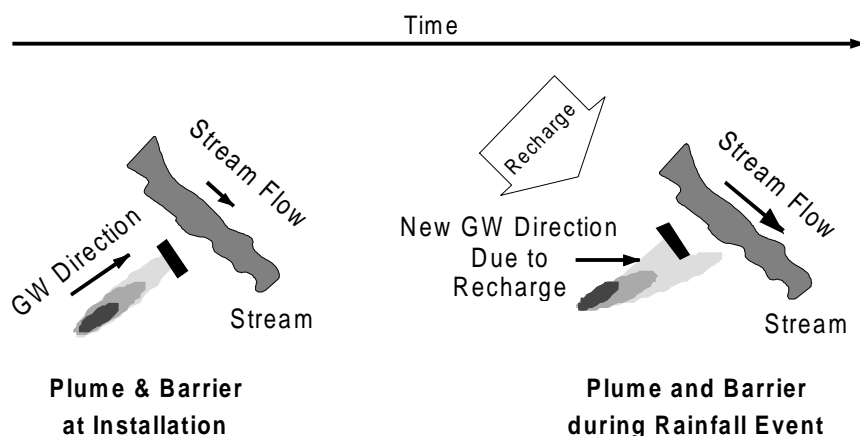 Time
Stream Flow
GW Direction
Stream
Plume & Barrier
at Installation
Recharge
New GW Direction
Due to
Recharge
Stream Flow
Stream
Plume and Barrier
during Rainfall Event